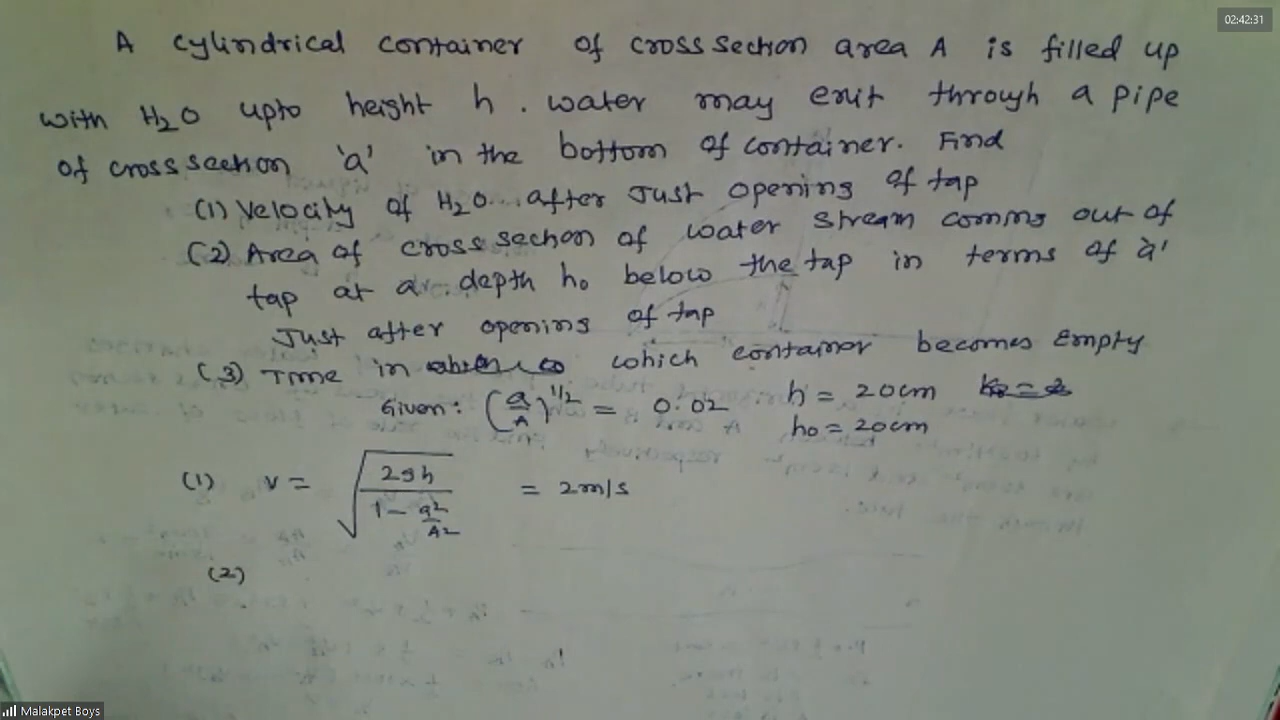 02:42:31
A cylindrical container of cross section area A is filled up
with H2O upto height h. water may exit through a pipe
of cross section 'a' in the bottom of container. Find
(1) Velocity of H2O after Just opening of tap
(2) Area of cross section of water stream comming out of
tap at a depth h0 below the tap in terms of 'a'
Just after opening of tap
(3) Time in which container becomes Empty
Given: (a/A)^1/2 = 0.02 h = 20cm
h0 = 20cm
(1) v = √(2gh / (1 - a²/A²)) = 2m/s
(2)
Malakpet Boys